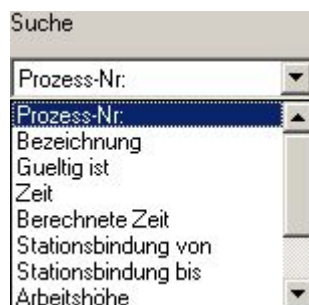 Suche
Prozess-Nr:
Prozess-Nr:
Bezeichnung
Gueltig ist
Zeit
Berechnete Zeit
Stationsbindung von
Stationsbindung bis
Arbeitshöhe